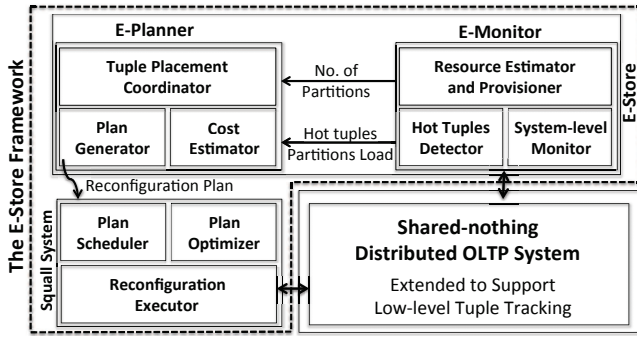 The E-Store Framework
E-Planner
E-Monitor
E-Store
Tuple Placement
Coordinator
No. of
Partitions
Resource Estimator
and Provisioner
Plan
Generator
Cost
Estimator
Hot tuples
Partitions Load
Hot Tuples
Detector
System-level
Monitor
Reconfiguration Plan
Squall System
Plan
Scheduler
Plan
Optimizer
Reconfiguration
Executor
Shared-nothing
Distributed OLTP System
Extended to Support
Low-level Tuple Tracking